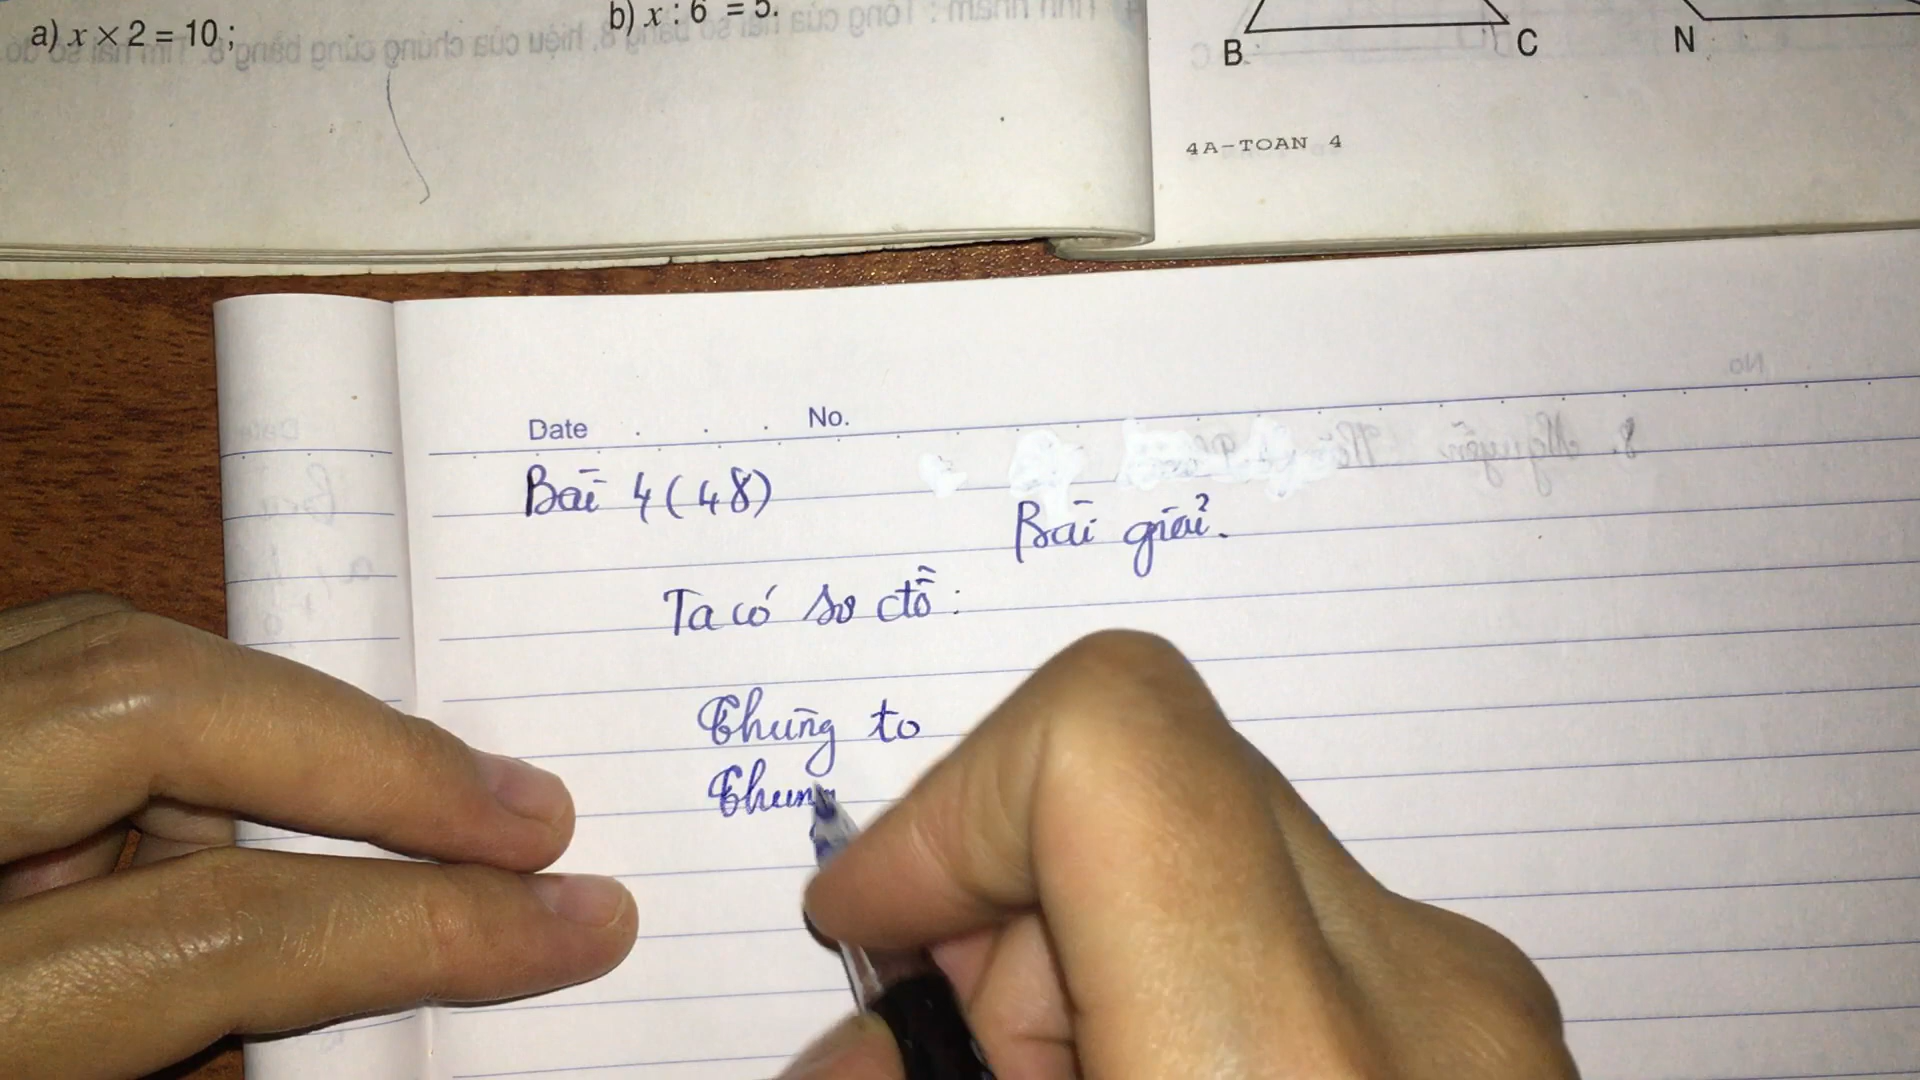 a) x × 2 = 10 ;
b) x : 6 = 5.
B
C
N
4A-TOAN 4
Date . . . No.
Bài 4 (48)
Bài giải.
Ta có sơ đồ :
Thùng to
Thùn